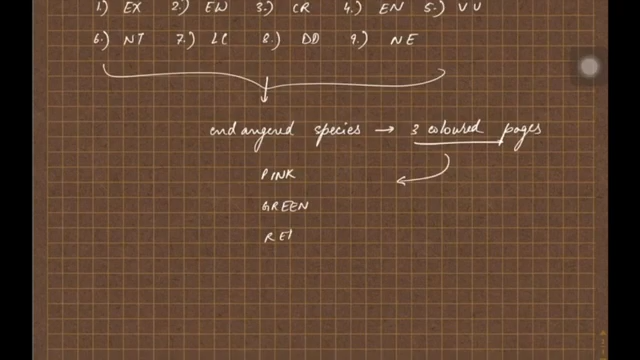 1.) EX 2.) EW 3.) CR 4.) EN 5.) VU
6.) NT 7.) LC 8.) DD 9.) NE
endangered species → 3 coloured pages
PINK
GREEN
RE